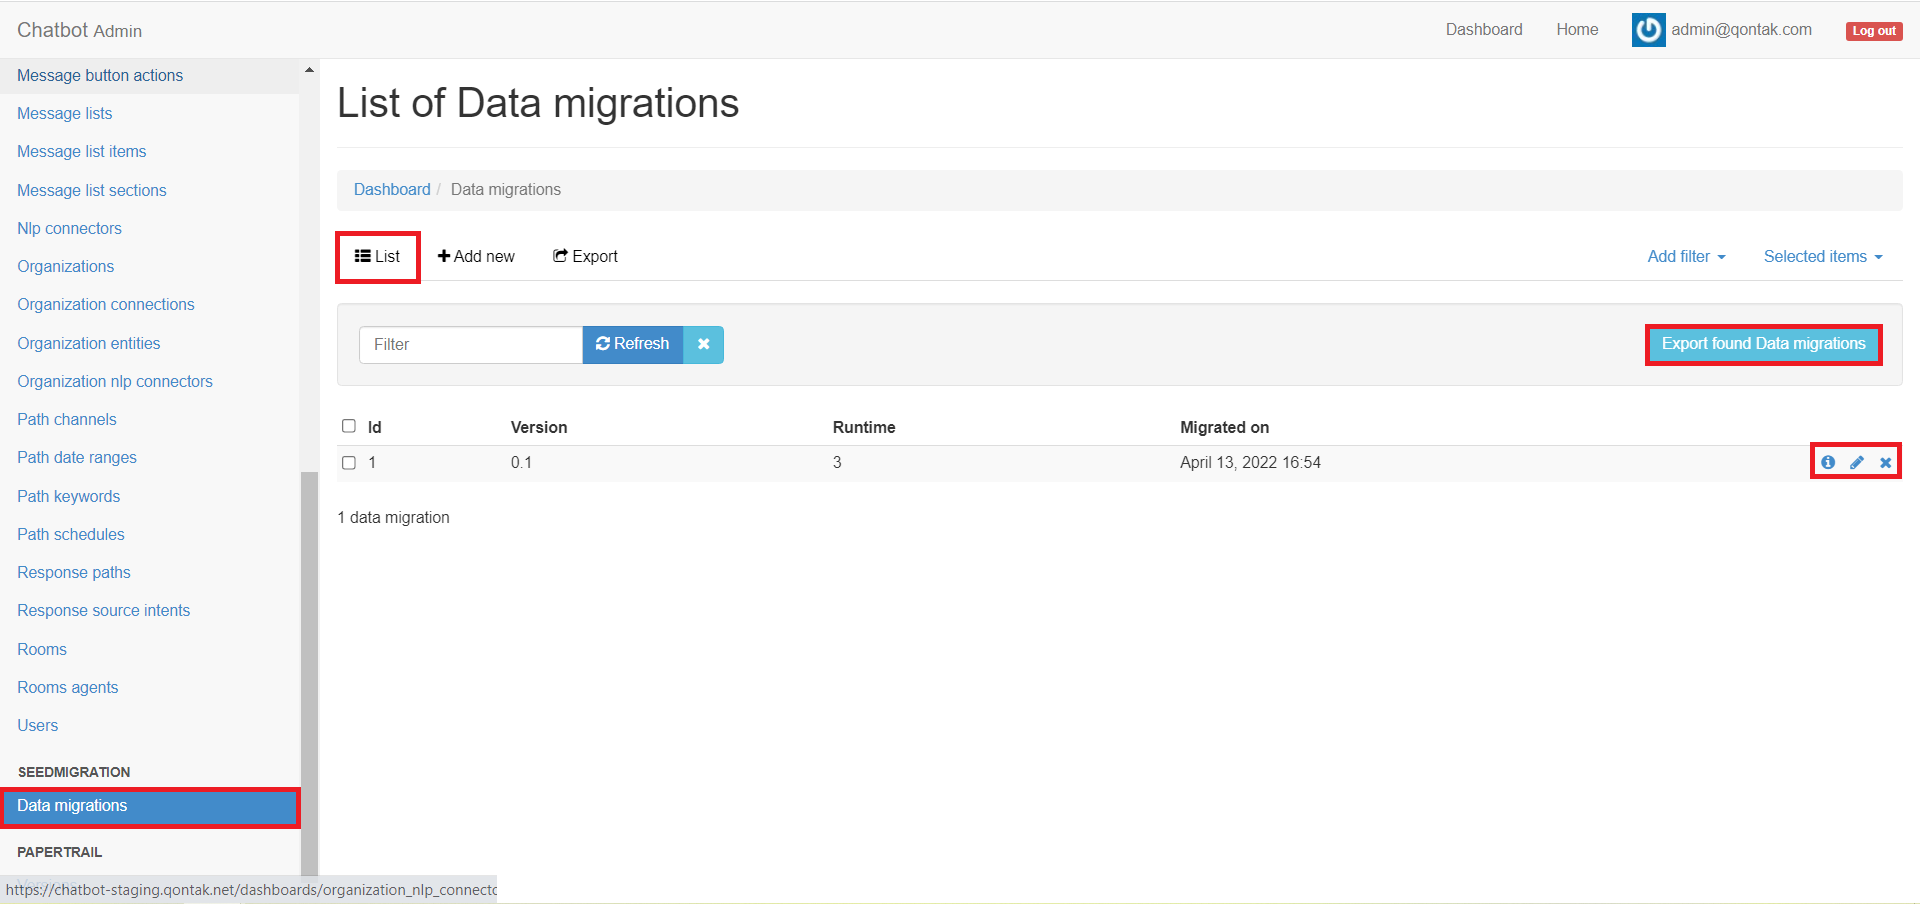 Chatbot Admin
Dashboard
Home
admin@qontak.com
Log out
Message button actions
Message lists
Message list items
Message list sections
Nlp connectors
Organizations
Organization connections
Organization entities
Organization nlp connectors
Path channels
Path date ranges
Path keywords
Path schedules
Response paths
Response source intents
Rooms
Rooms agents
Users
SEEDMIGRATION
Data migrations
PAPERTRAIL
https://chatbot-staging.qontak.net/dashboards/organization_nlp_connecto
List of Data migrations
Dashboard / Data migrations
List
Add new
Export
Add filter
Selected items
Filter
Refresh
Export found Data migrations
Id Version Runtime Migrated on
1 0.1 3 April 13, 2022 16:54
1 data migration